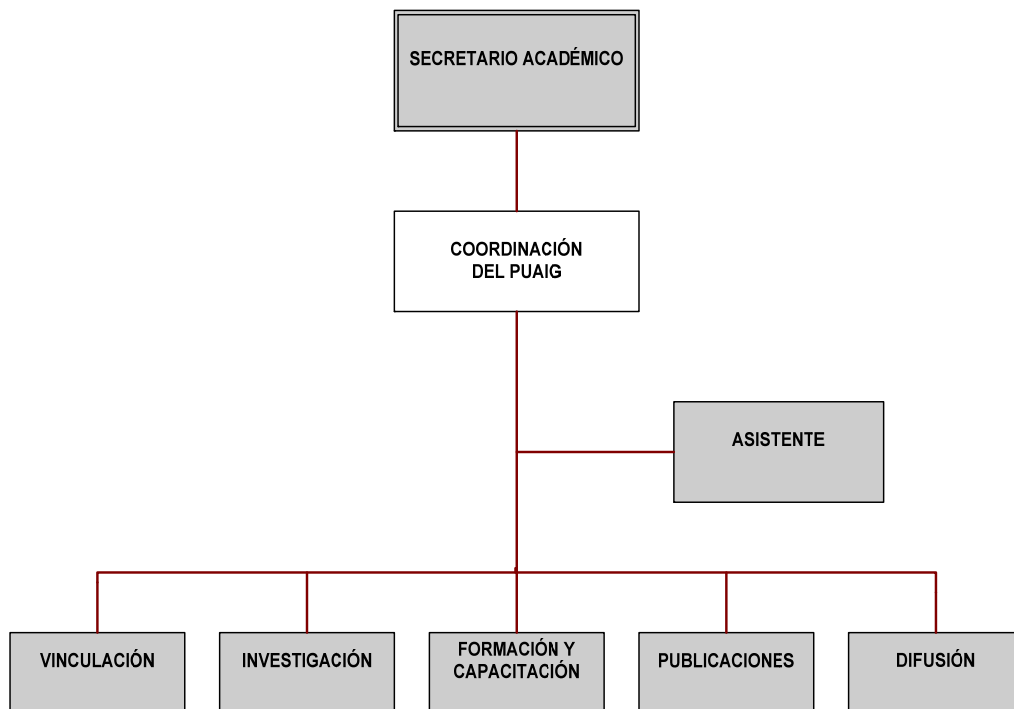 SECRETARIO ACADÉMICO
COORDINACIÓN
DEL PUAIG
ASISTENTE
VINCULACIÓN
INVESTIGACIÓN
FORMACIÓN Y
CAPACITACIÓN
PUBLICACIONES
DIFUSIÓN